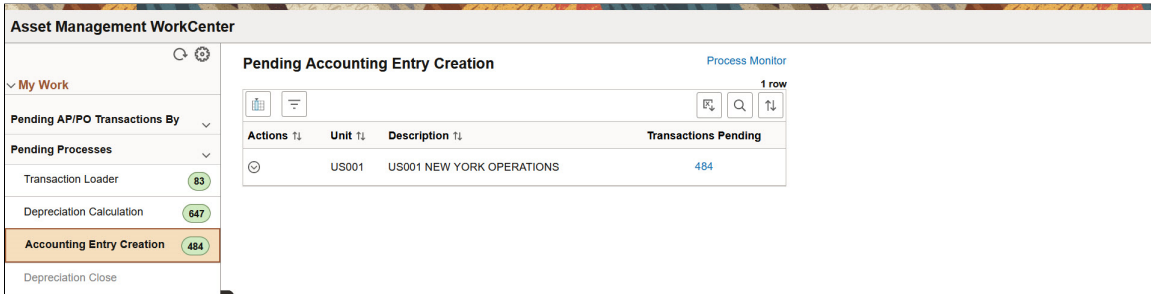 Asset Management WorkCenter
My Work
Pending AP/PO Transactions By
Pending Processes
Transaction Loader 83
Depreciation Calculation 647
Accounting Entry Creation 484
Depreciation Close
Pending Accounting Entry Creation Process Monitor
1 row
Actions Unit Description Transactions Pending
US001 US001 NEW YORK OPERATIONS 484